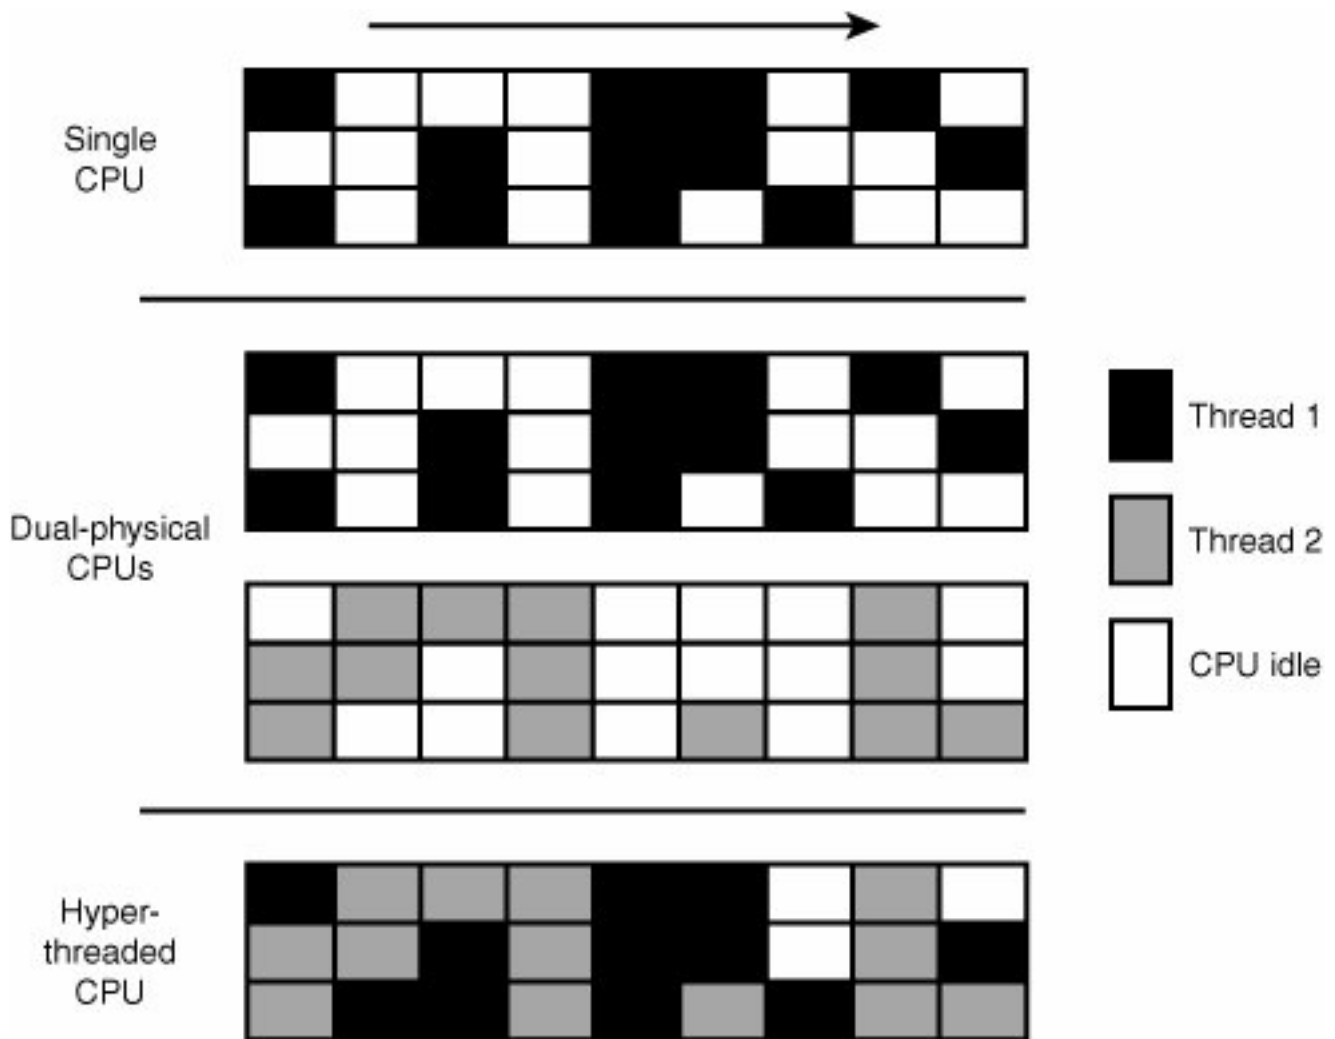 Single
CPU
Dual-physical
CPUs
Thread 1
Thread 2
CPU idle
Hyper-
threaded
CPU